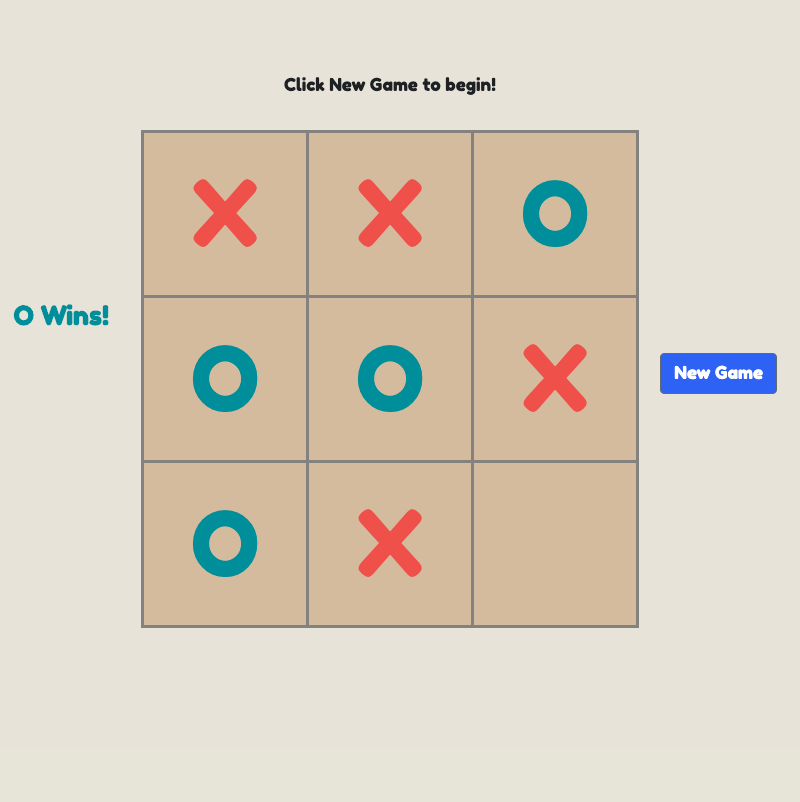 Click New Game to begin!
X X O
O Wins!
O O X
New Game
O X